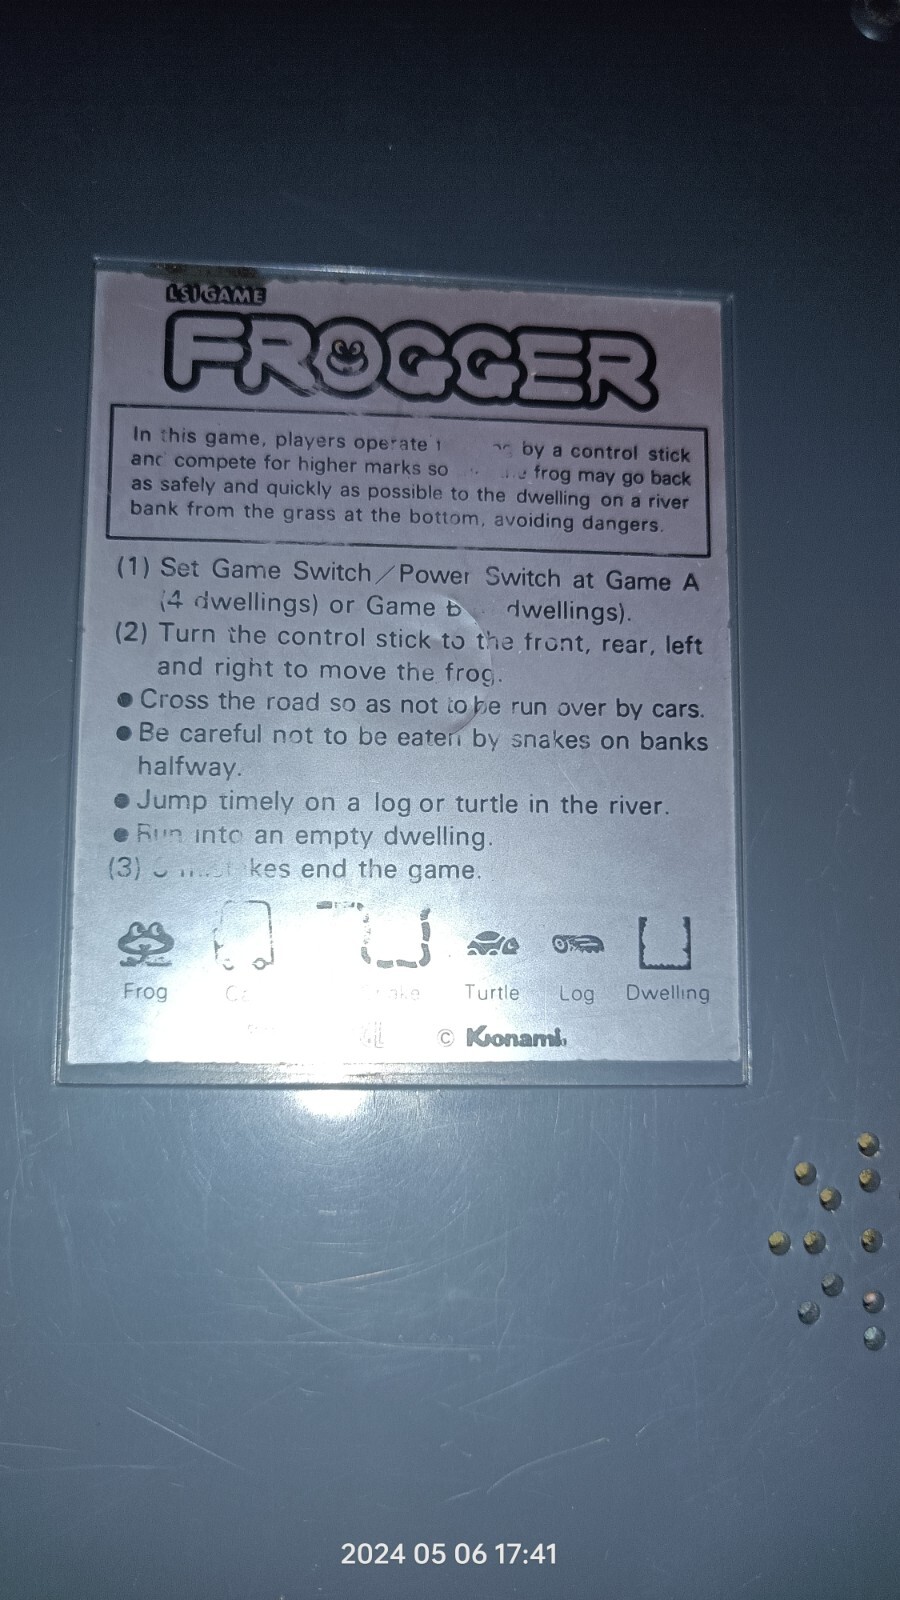 LSI GAME
FROGGER
In this game, players operate by a control stick
and compete for higher marks so frog may go back
as safely and quickly as possible to the dwelling on a river
bank from the grass at the bottom, avoiding dangers.
(1) Set Game Switch/Power Switch at Game A
(4 dwellings) or Game dwellings).
(2) Turn the control stick to the front, rear, left
and right to move the frog.
● Cross the road so as not to be run over by cars.
● Be careful not to be eaten by snakes on banks
halfway.
● Jump timely on a log or turtle in the river.
● Run into an empty dwelling.
(3) end the game.
Frog Turtle Log Dwelling
© Konami
2024 05 06 17:41